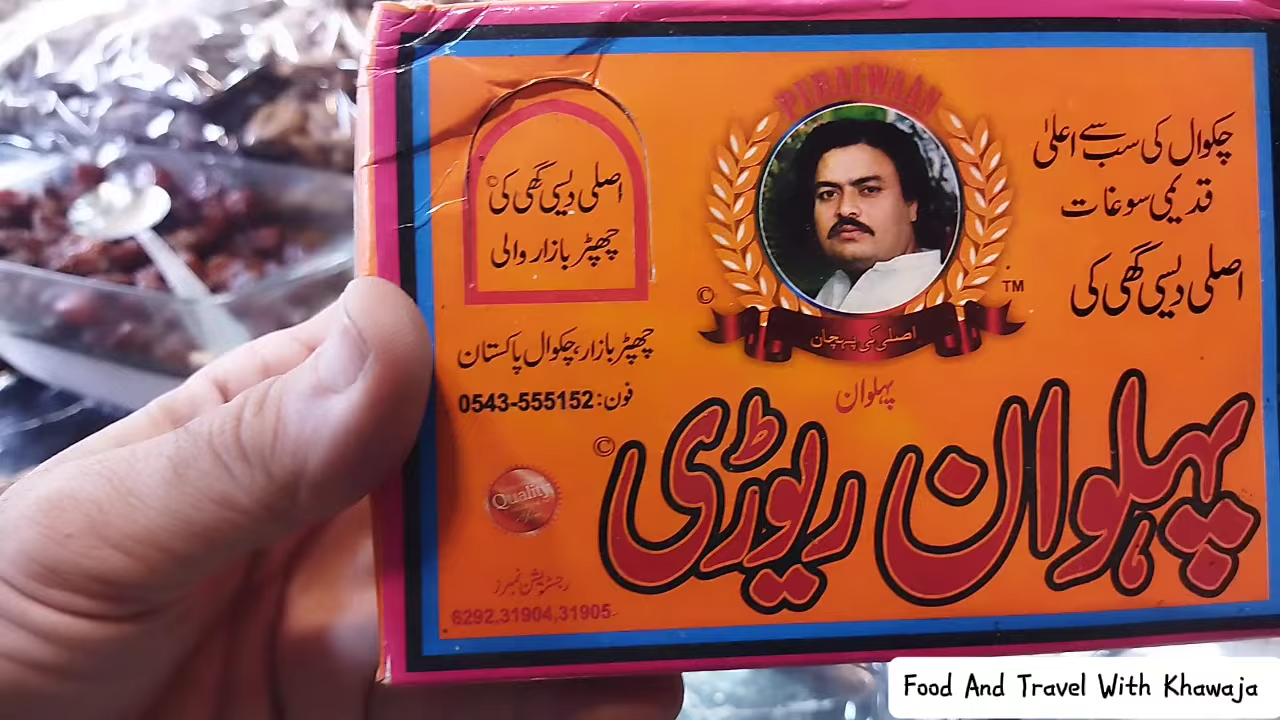 PEHALWAAN
چکوال کی سب سے اعلیٰ
قدیمی سوغات
اصلی دیسی گھی کی
TM
©
اصلی کی پہچان
پہلوان
پہلوان ریوڑی ©
اصلی دیسی گھی کی ©
چھپڑ بازار والی
چھپڑ بازار، چکوال پاکستان
فون: 0543-555152
Quality
رجسٹریشن نمبرز
6292,31904,31905
Food And Travel With Khawaja